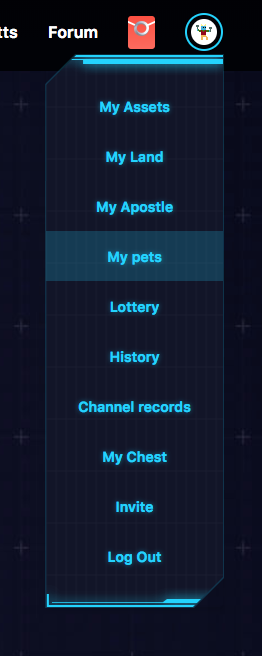 tts Forum
My Assets
My Land
My Apostle
My pets
Lottery
History
Channel records
My Chest
Invite
Log Out